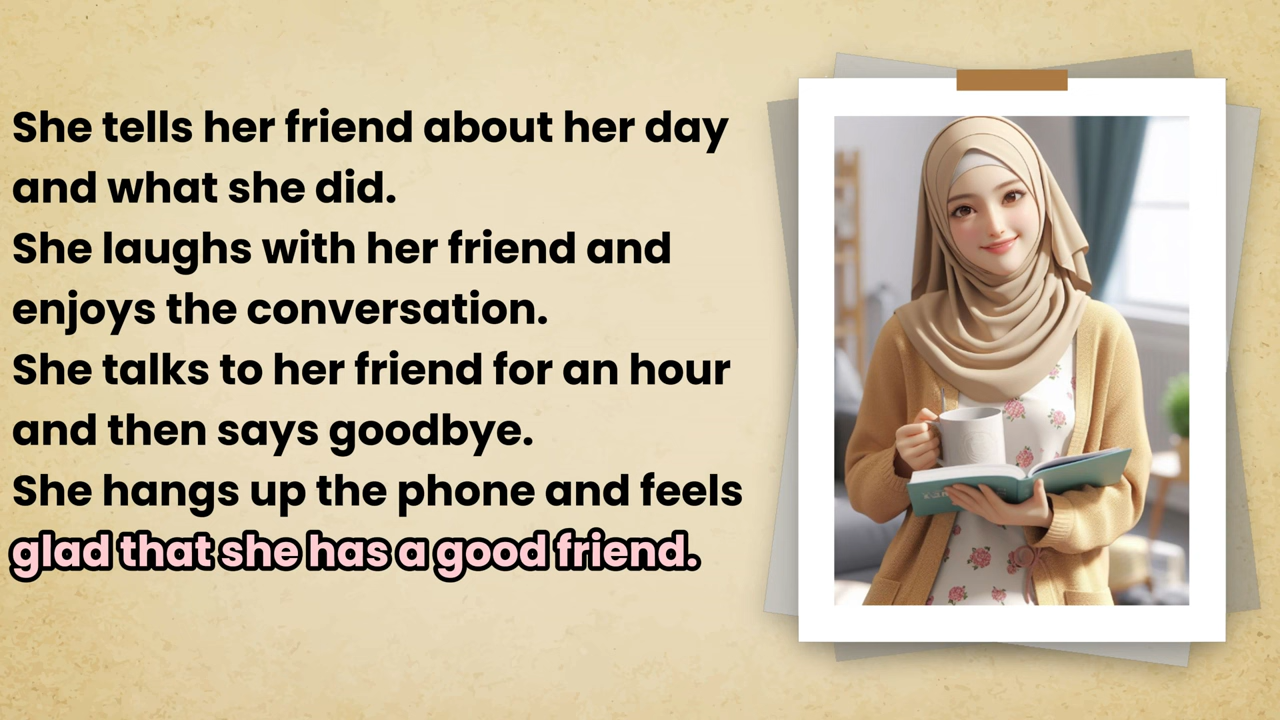 She tells her friend about her day
and what she did.
She laughs with her friend and
enjoys the conversation.
She talks to her friend for an hour
and then says goodbye.
She hangs up the phone and feels
glad that she has a good friend.